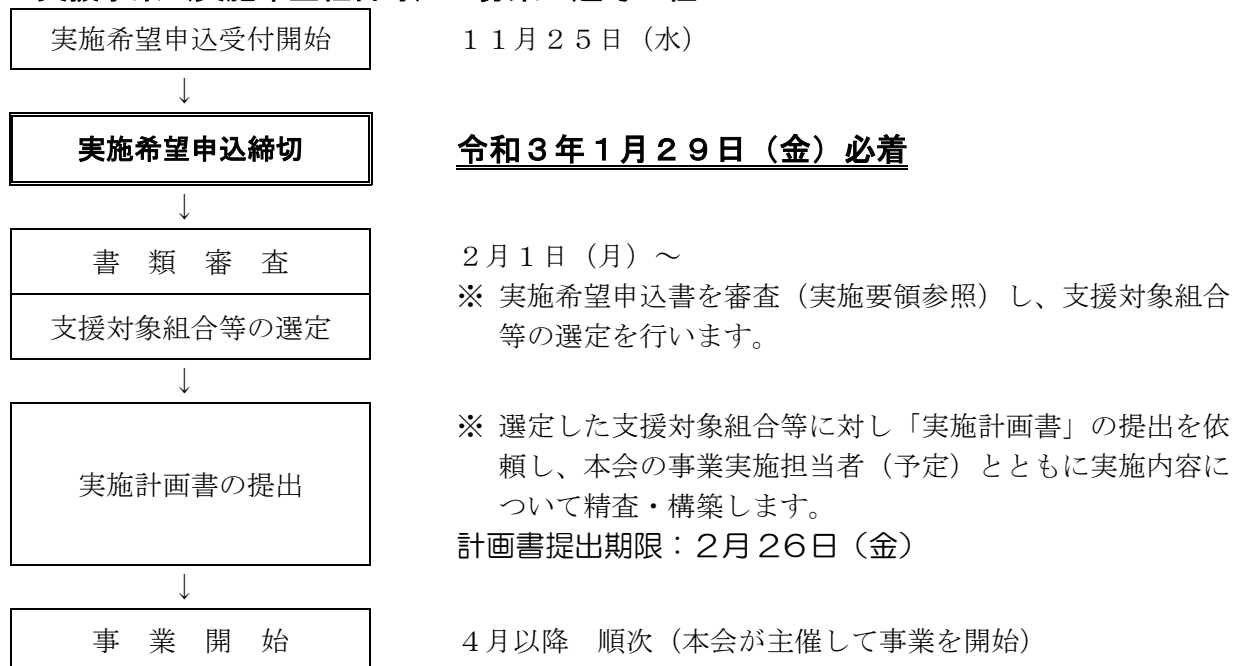 実施希望申込受付開始
11月25日（水）
↓
実施希望申込締切
令和3年1月29日（金）必着
↓
書　類　審　査
支援対象組合等の選定
2月1日（月）～
※ 実施希望申込書を審査（実施要領参照）し、支援対象組合
等の選定を行います。
↓
実施計画書の提出
※ 選定した支援対象組合等に対し「実施計画書」の提出を依
頼し、本会の事業実施担当者（予定）とともに実施内容に
ついて精査・構築します。
計画書提出期限：2月26日（金）
↓
事　業　開　始
4月以降　順次（本会が主催して事業を開始）